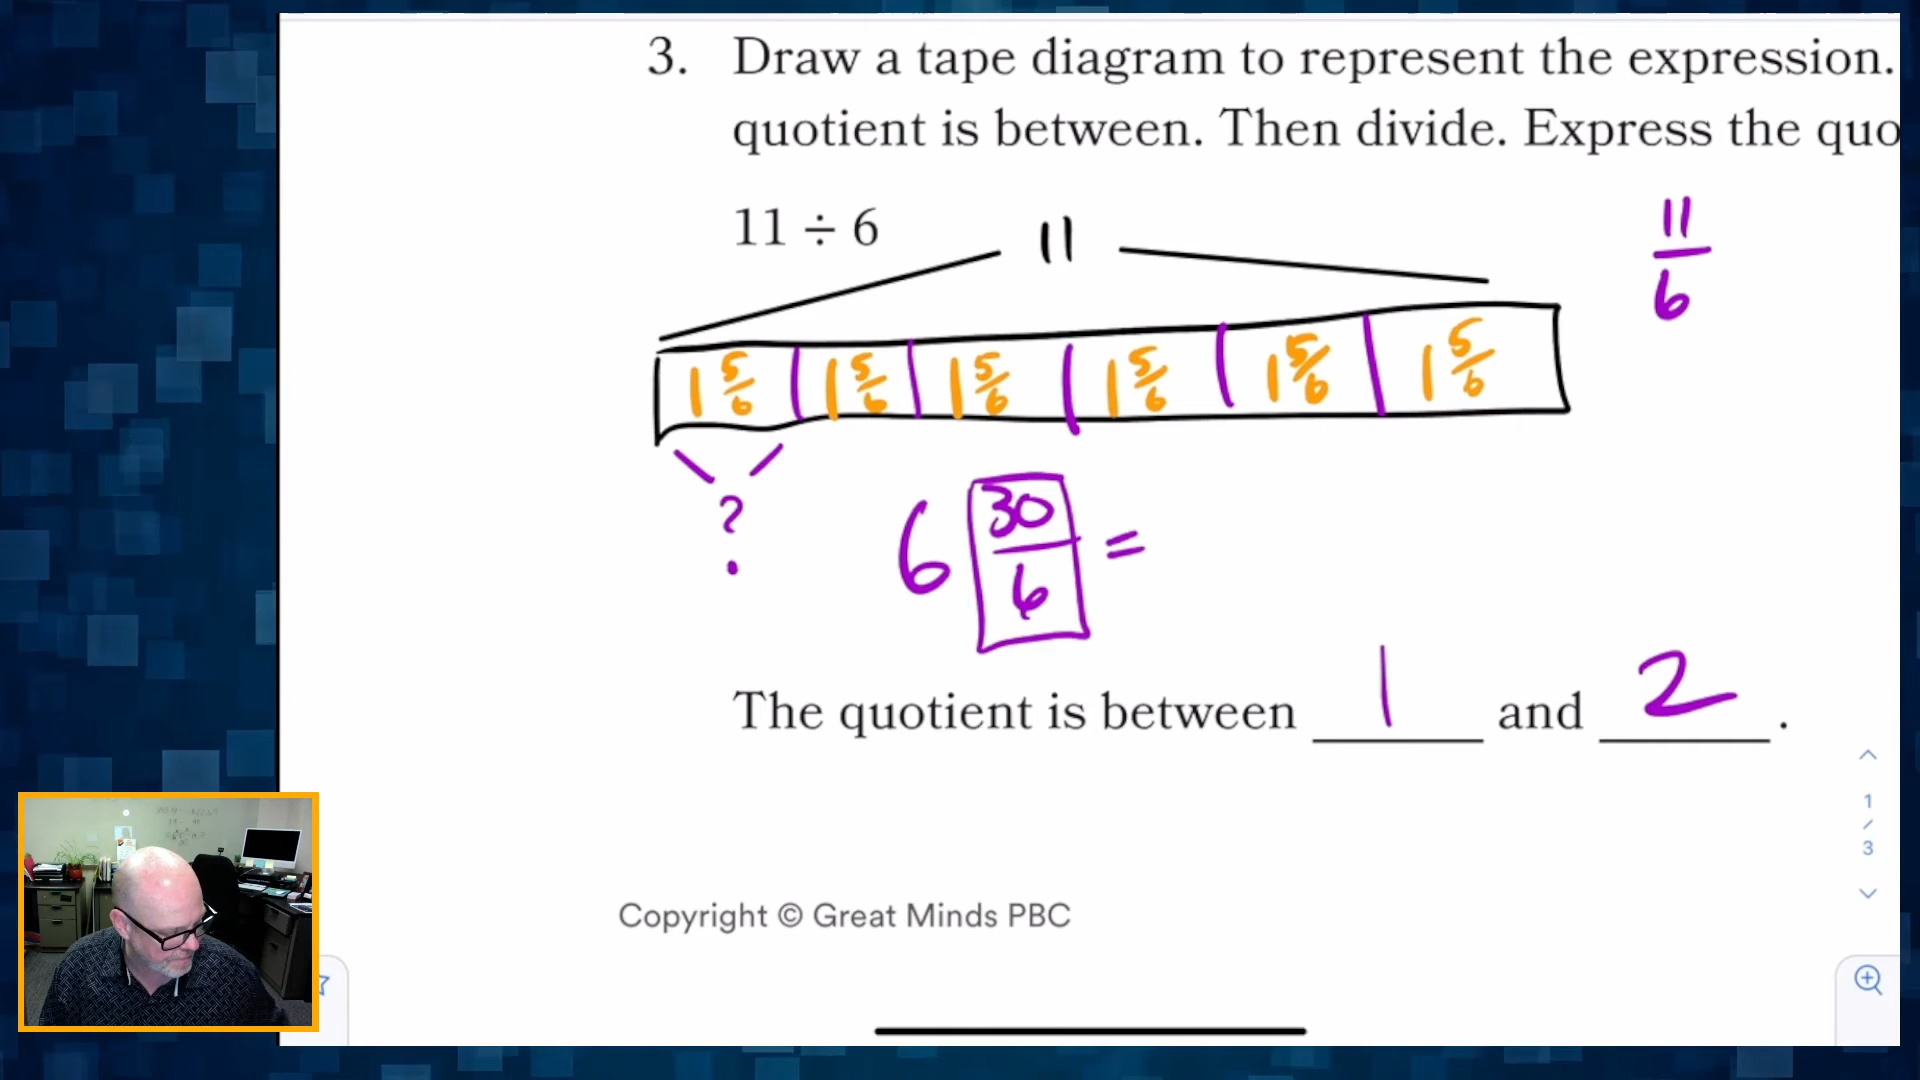 3. Draw a tape diagram to represent the expression.
quotient is between. Then divide. Express the quo
11 ÷ 6
11
11
6
1 5/6 1 5/6 1 5/6 1 5/6 1 5/6 1 5/6
?
6 30/6 =
The quotient is between 1 and 2.
1
/
3
Copyright © Great Minds PBC